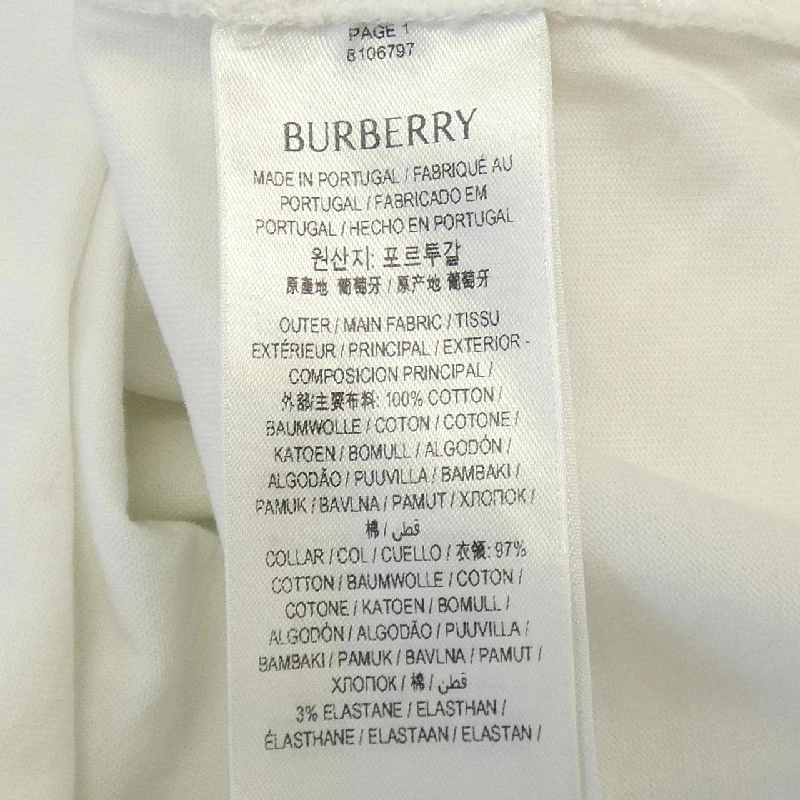 PAGE 1
8106797
BURBERRY
MADE IN PORTUGAL / FABRIQUÉ AU
PORTUGAL / FABRICADO EM
PORTUGAL / HECHO EN PORTUGAL
원산지: 포르투갈
原產地 葡萄牙 / 原产地 葡萄牙
OUTER / MAIN FABRIC / TISSU
EXTÉRIEUR / PRINCIPAL / EXTERIOR -
COMPOSICION PRINCIPAL /
外部/主要布料: 100% COTTON /
BAUMWOLLE / COTON / COTONE /
KATOEN / BOMULL / ALGODÓN /
ALGODÃO / PUUVILLA / BAMBAKI /
PAMUK / BAVLNA / PAMUT / ХЛОПОК /
棉 / قطن /
COLLAR / COL / CUELLO / 衣領: 97%
COTTON / BAUMWOLLE / COTON /
COTONE / KATOEN / BOMULL /
ALGODÓN / ALGODÃO / PUUVILLA /
BAMBAKI / PAMUK / BAVLNA / PAMUT /
ХЛОПОК / 棉 / قطن /
3% ELASTANE / ELASTHAN /
ÉLASTHANE / ELASTAAN / ELASTAN /